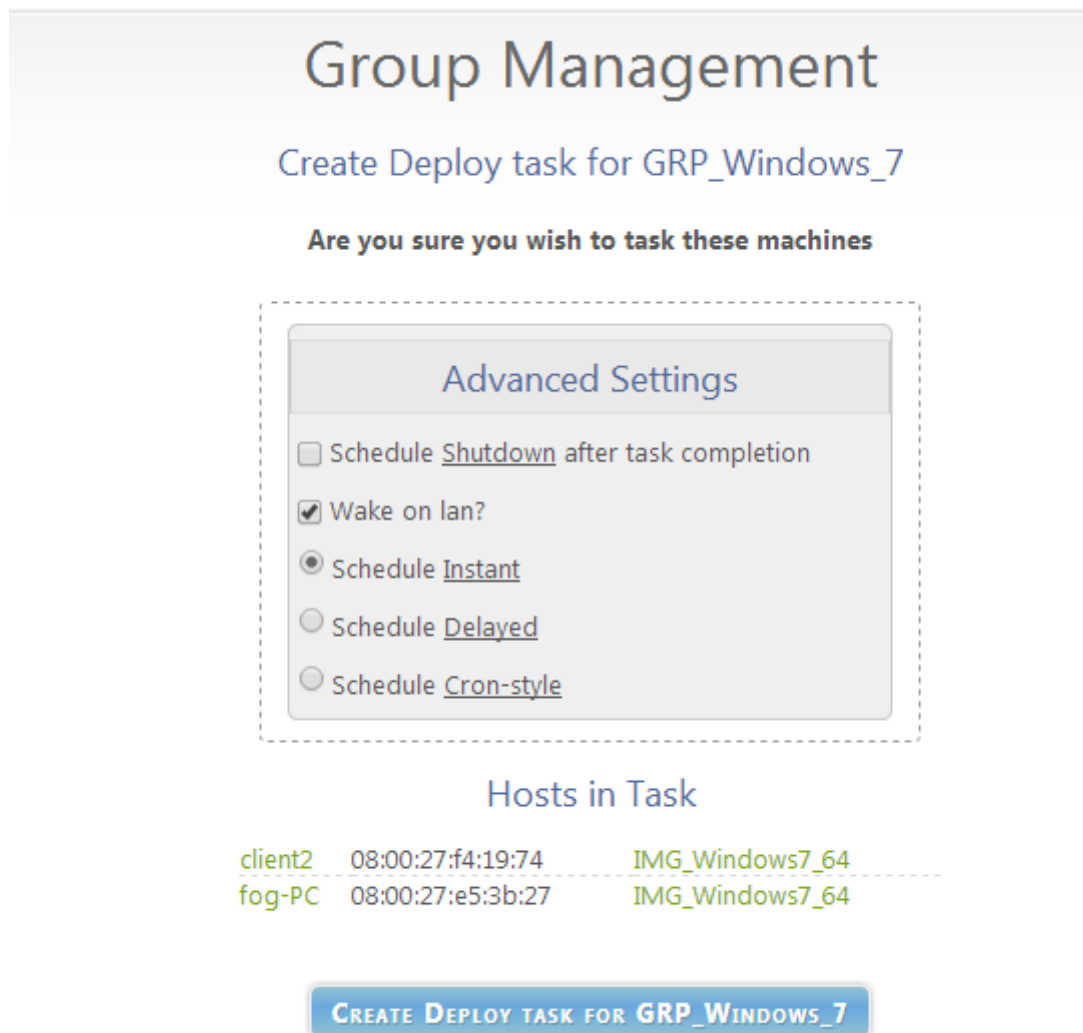 Group Management
Create Deploy task for GRP_Windows_7
Are you sure you wish to task these machines
Advanced Settings
Schedule Shutdown after task completion
Wake on lan?
Schedule Instant
Schedule Delayed
Schedule Cron-style
Hosts in Task
client2 08:00:27:f4:19:74 IMG_Windows7_64
fog-PC 08:00:27:e5:3b:27 IMG_Windows7_64
CREATE DEPLOY TASK FOR GRP_WINDOWS_7